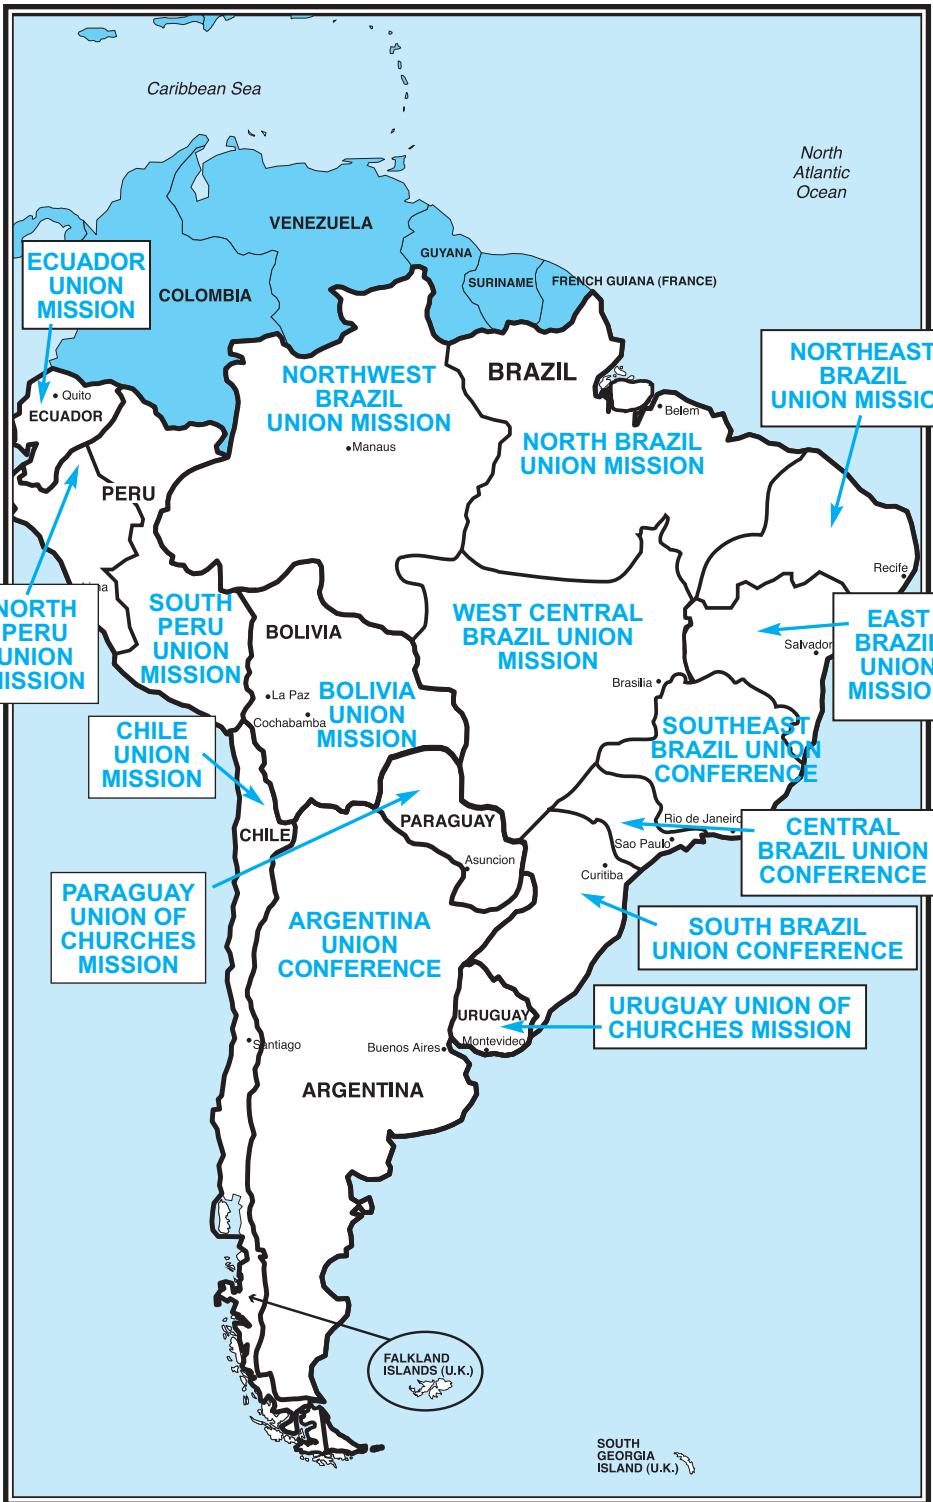 Caribbean Sea
North
Atlantic
Ocean
VENEZUELA
GUYANA
SURINAME
FRENCH GUIANA (FRANCE)
COLOMBIA
ECUADOR
UNION
MISSION
Quito
ECUADOR
NORTHWEST
BRAZIL
UNION MISSION
Manaus
BRAZIL
NORTHEAST
BRAZIL
UNION MISSIO
Belem
NORTH BRAZIL
UNION MISSION
PERU
Recife
NORTH
PERU
UNION
MISSION
SOUTH
PERU
UNION
MISSION
BOLIVIA
WEST CENTRAL
BRAZIL UNION
MISSION
EAST
BRAZIL
UNION
MISSIO
Salvador
Brasilia
La Paz
Cochabamba
BOLIVIA
UNION
MISSION
SOUTHEAST
BRAZIL UNION
CONFERENCE
CHILE
UNION
MISSION
CHILE
PARAGUAY
Asuncion
Rio de Janeiro
Sao Paulo
Curitiba
CENTRAL
BRAZIL UNION
CONFERENCE
PARAGUAY
UNION OF
CHURCHES
MISSION
ARGENTINA
UNION
CONFERENCE
SOUTH BRAZIL
UNION CONFERENCE
URUGUAY
Montevideo
URUGUAY UNION OF
CHURCHES MISSION
Santiago
Buenos Aires
ARGENTINA
FALKLAND
ISLANDS (U.K.)
SOUTH
GEORGIA
ISLAND (U.K.)